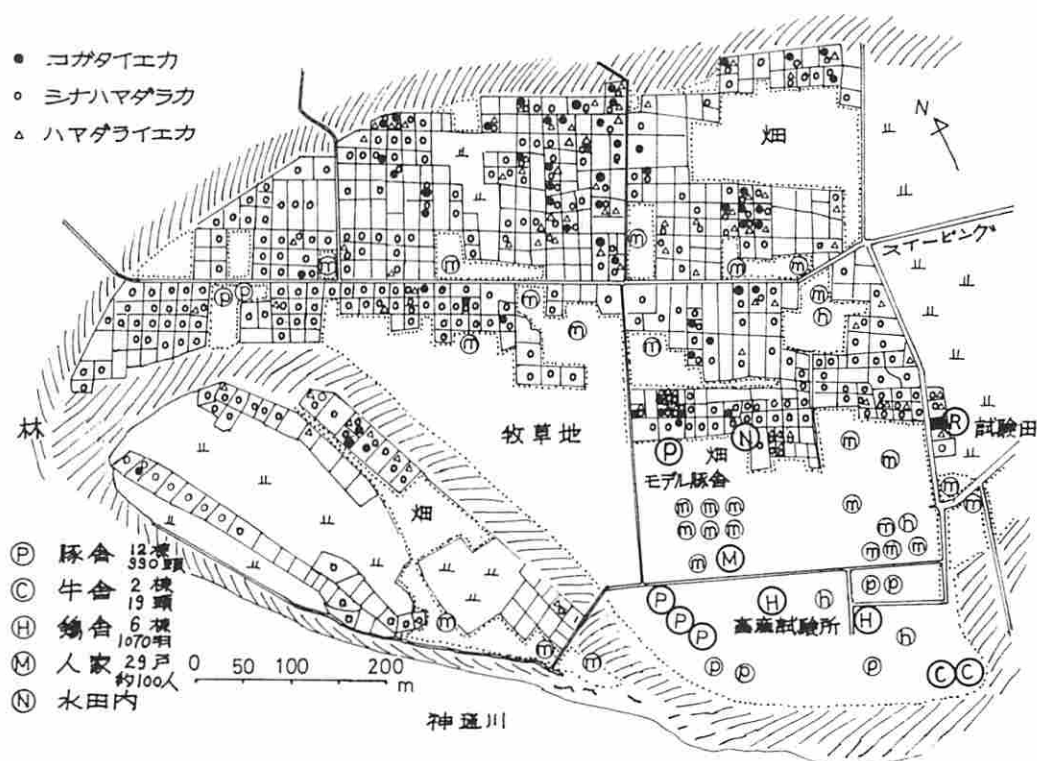 コガタイエカ
シナハマダラカ
ハマダライエカ
N
畑
スイーピング
p p
m
m
m
m
m
m
m
m
m
h
林
牧草地
P
N
畑
R 試験田
モデル豚舎
畑
m m m
m m m
m M
P 豚舎 12棟
990頭
C 牛舎 2棟
19頭
H 鶏舎 6棟
1070羽
M 人家 29戸
約100人
N 水田内
P
P
P
H
h
p p
H
h
畜産試験所
p p
p
C C
0 50 100 200
m
神通川